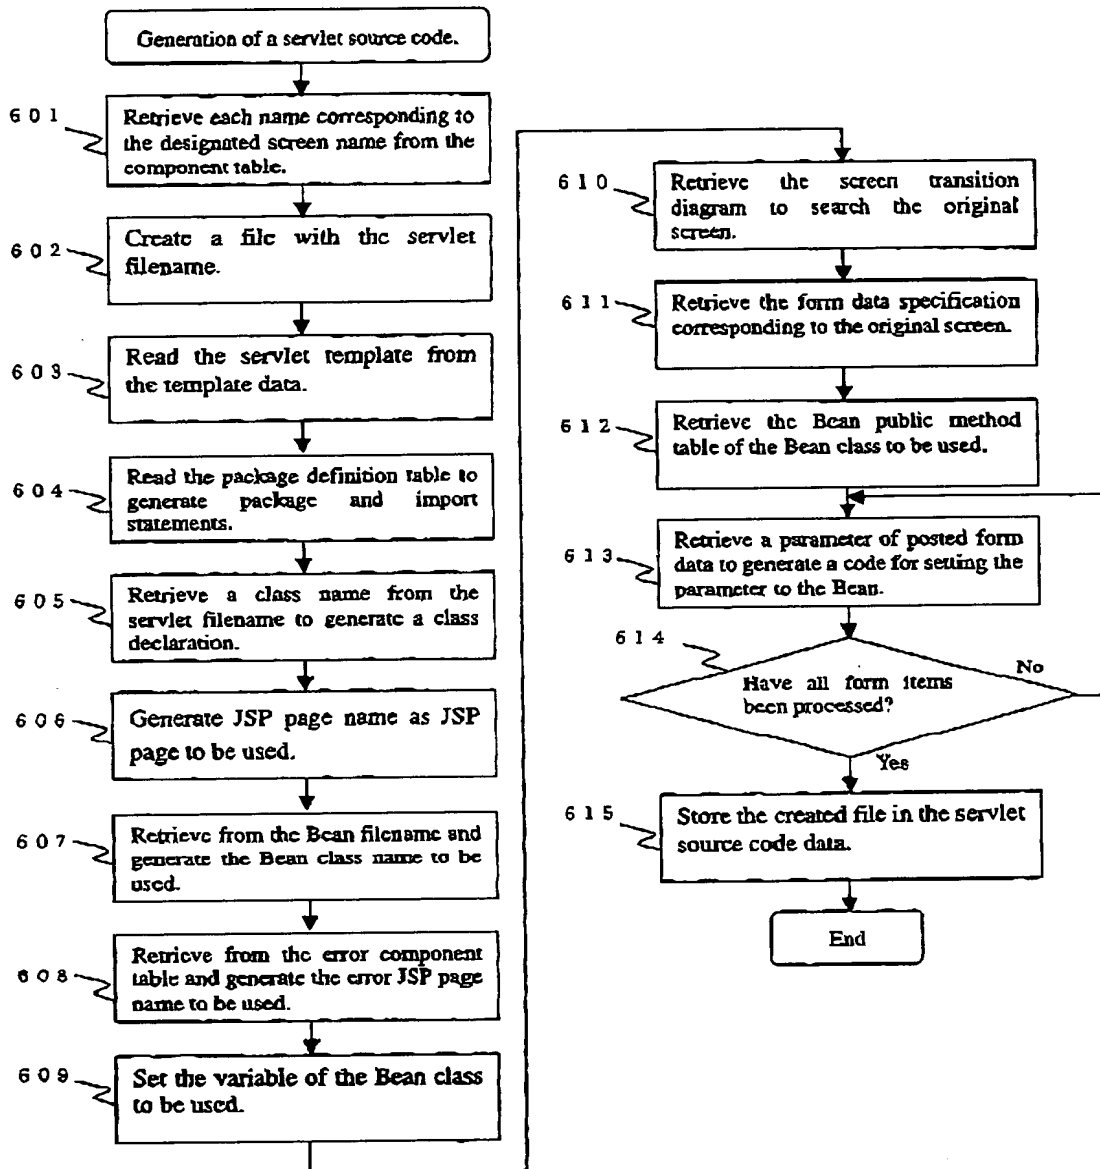 Generation of a servlet source code.
601
Retrieve each name corresponding to
the designated screen name from the
component table.
602
Create a file with the servlet
filename.
603
Read the servlet template from
the template data.
604
Read the package definition table to
generate package and import
statements.
605
Retrieve a class name from the
servlet filename to generate a class
declaration.
606
Generate JSP page name as JSP
page to be used.
607
Retrieve from the Bean filename and
generate the Bean class name to be
used.
608
Retrieve from the error component
table and generate the error JSP page
name to be used.
609
Set the variable of the Bean class
to be used.
610
Retrieve the screen transition
diagram to search the original
screen.
611
Retrieve the form data specification
corresponding to the original screen.
612
Retrieve the Bean public method
table of the Bean class to be used.
613
Retrieve a parameter of posted form
data to generate a code for setting the
parameter to the Bean.
614
Have all form items
been processed?
No
Yes
615
Store the created file in the servlet
source code data.
End